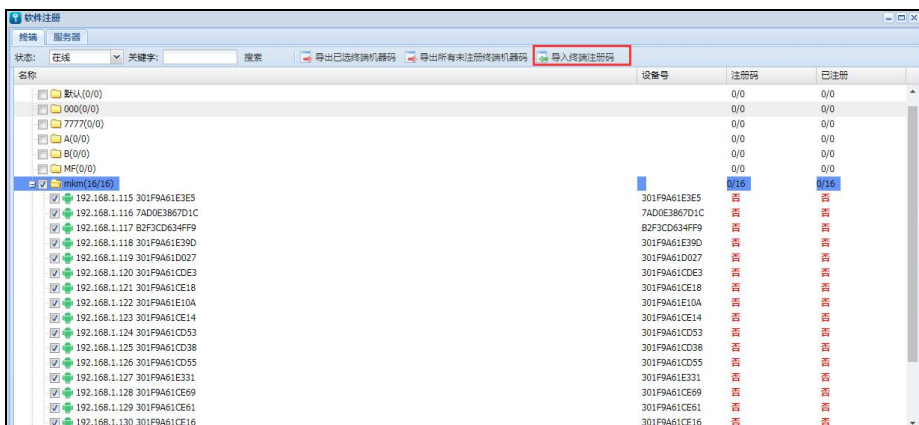 软件注册
终端 服务器
状态: 在线 关键字: 搜索 导出已选终端机器码 导出所有未注册终端机器码 导入终端注册码
名称 设备号 注册码 已注册
默认(0/0) 0/0 0/0
000(0/0) 0/0 0/0
7777(0/0) 0/0 0/0
A(0/0) 0/0 0/0
B(0/0) 0/0 0/0
MF(0/0) 0/0 0/0
mkm(16/16) 0/16 0/16
192.168.1.115 301F9A61E3E5 301F9A61E3E5 否 否
192.168.1.116 7AD0E3867D1C 7AD0E3867D1C 否 否
192.168.1.117 B2F3CD634FF9 B2F3CD634FF9 否 否
192.168.1.118 301F9A61E39D 301F9A61E39D 否 否
192.168.1.119 301F9A61D027 301F9A61D027 否 否
192.168.1.120 301F9A61CDE3 301F9A61CDE3 否 否
192.168.1.121 301F9A61CE18 301F9A61CE18 否 否
192.168.1.122 301F9A61E10A 301F9A61E10A 否 否
192.168.1.123 301F9A61CE14 301F9A61CE14 否 否
192.168.1.124 301F9A61CD53 301F9A61CD53 否 否
192.168.1.125 301F9A61CD38 301F9A61CD38 否 否
192.168.1.126 301F9A61CD55 301F9A61CD55 否 否
192.168.1.127 301F9A61E331 301F9A61E331 否 否
192.168.1.128 301F9A61CE69 301F9A61CE69 否 否
192.168.1.129 301F9A61CE61 301F9A61CE61 否 否
192.168.1.130 301F9A61CE16 301F9A61CE16 否 否